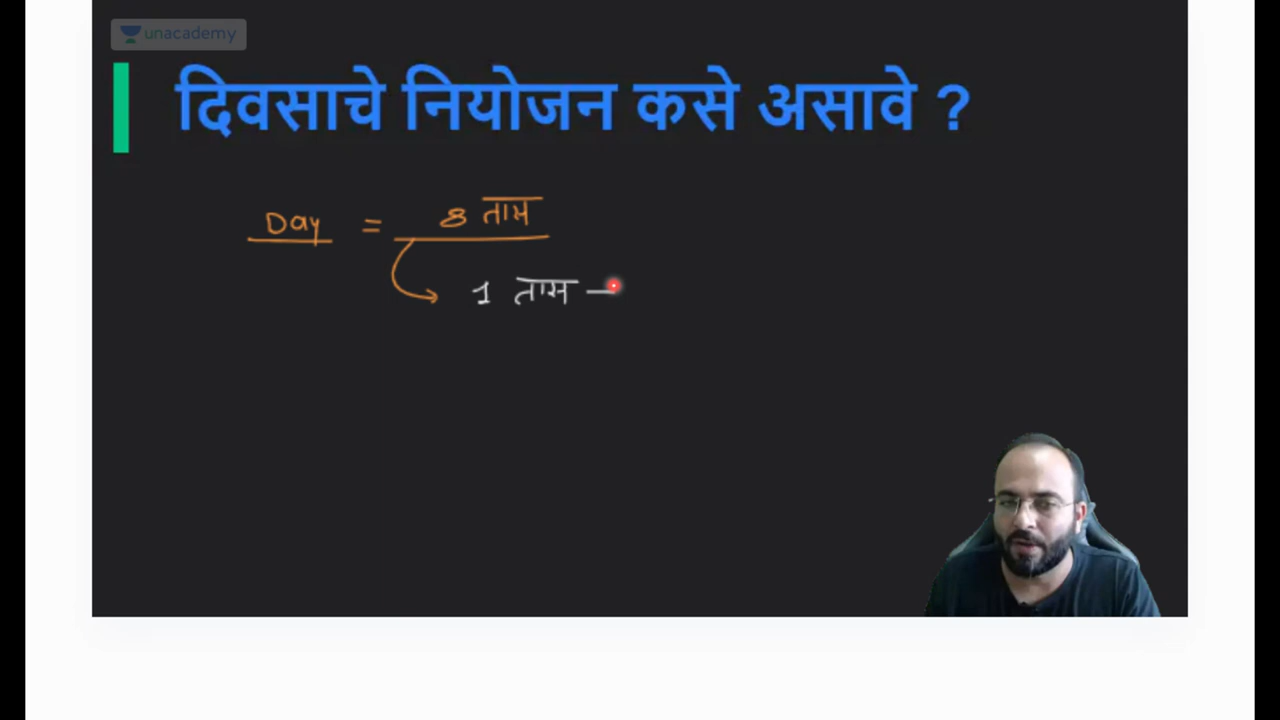 unacademy
दिवसाचे नियोजन कसे असावे ?
Day = 8 तास
1 तास —